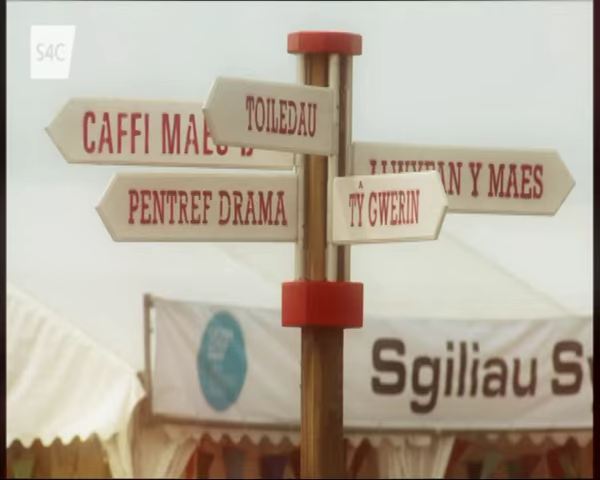 S4C
TOILEDAU
CAFFI MAES B
Y MAES
PENTREF DRAMA
TŶ GWERIN
Sgiliau